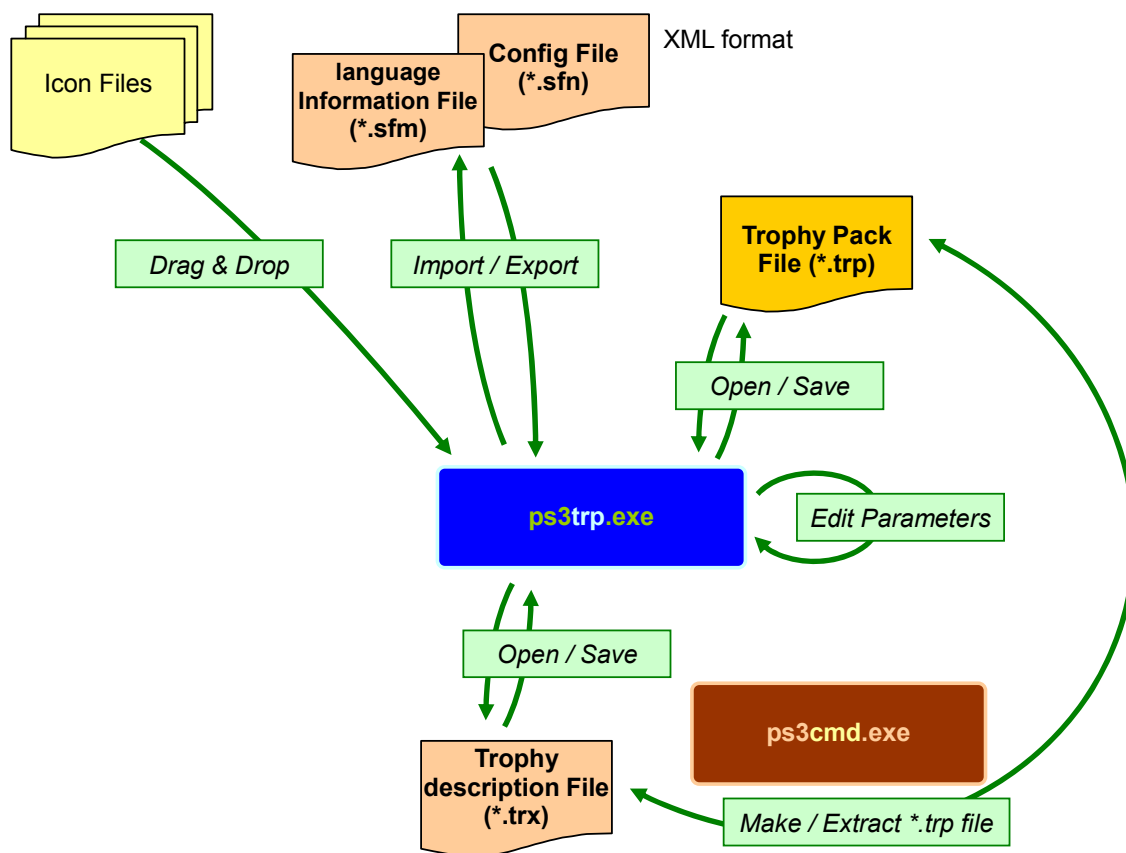 Icon Files
language
Information File
(*.sfm)
Config File
(*.sfn)
XML format
Drag & Drop
Import / Export
Trophy Pack
File (*.trp)
Open / Save
ps3trp.exe
Edit Parameters
Open / Save
ps3cmd.exe
Trophy
description File
(*.trx)
Make / Extract *.trp file